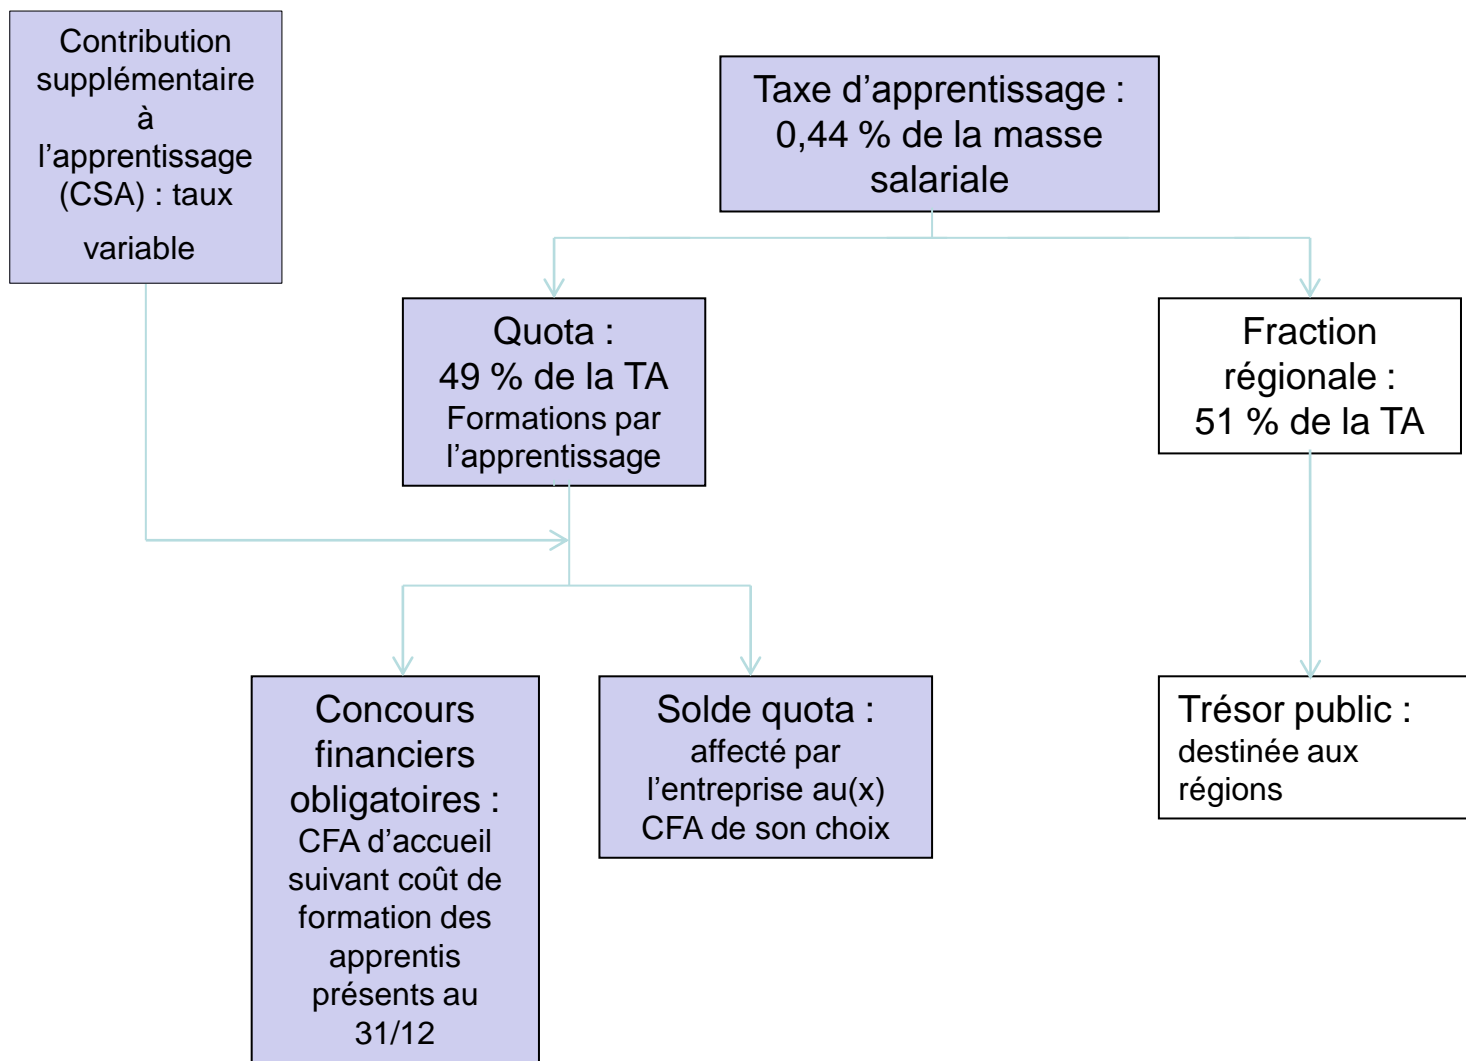 Contribution
supplémentaire
à
l'apprentissage
(CSA) : taux
variable
Taxe d'apprentissage :
0,44 % de la masse
salariale
Quota :
49 % de la TA
Formations par
l'apprentissage
Fraction
régionale :
51 % de la TA
Concours
financiers
obligatoires :
CFA d'accueil
suivant coût de
formation des
apprentis
présents au
31/12
Solde quota :
affecté par
l'entreprise au(x)
CFA de son choix
Trésor public :
destinée aux
régions